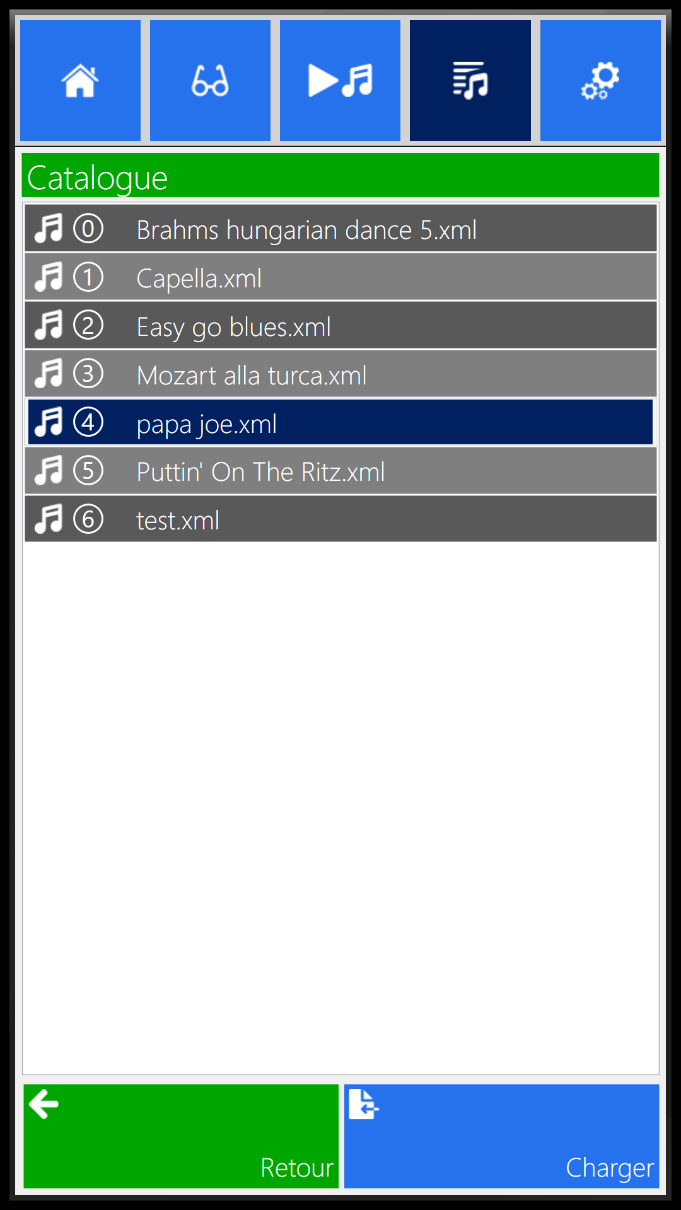 Catalogue
0 Brahms hungarian dance 5.xml
1 Capella.xml
2 Easy go blues.xml
3 Mozart alla turca.xml
4 papa joe.xml
5 Puttin' On The Ritz.xml
6 test.xml
Retour
Charger